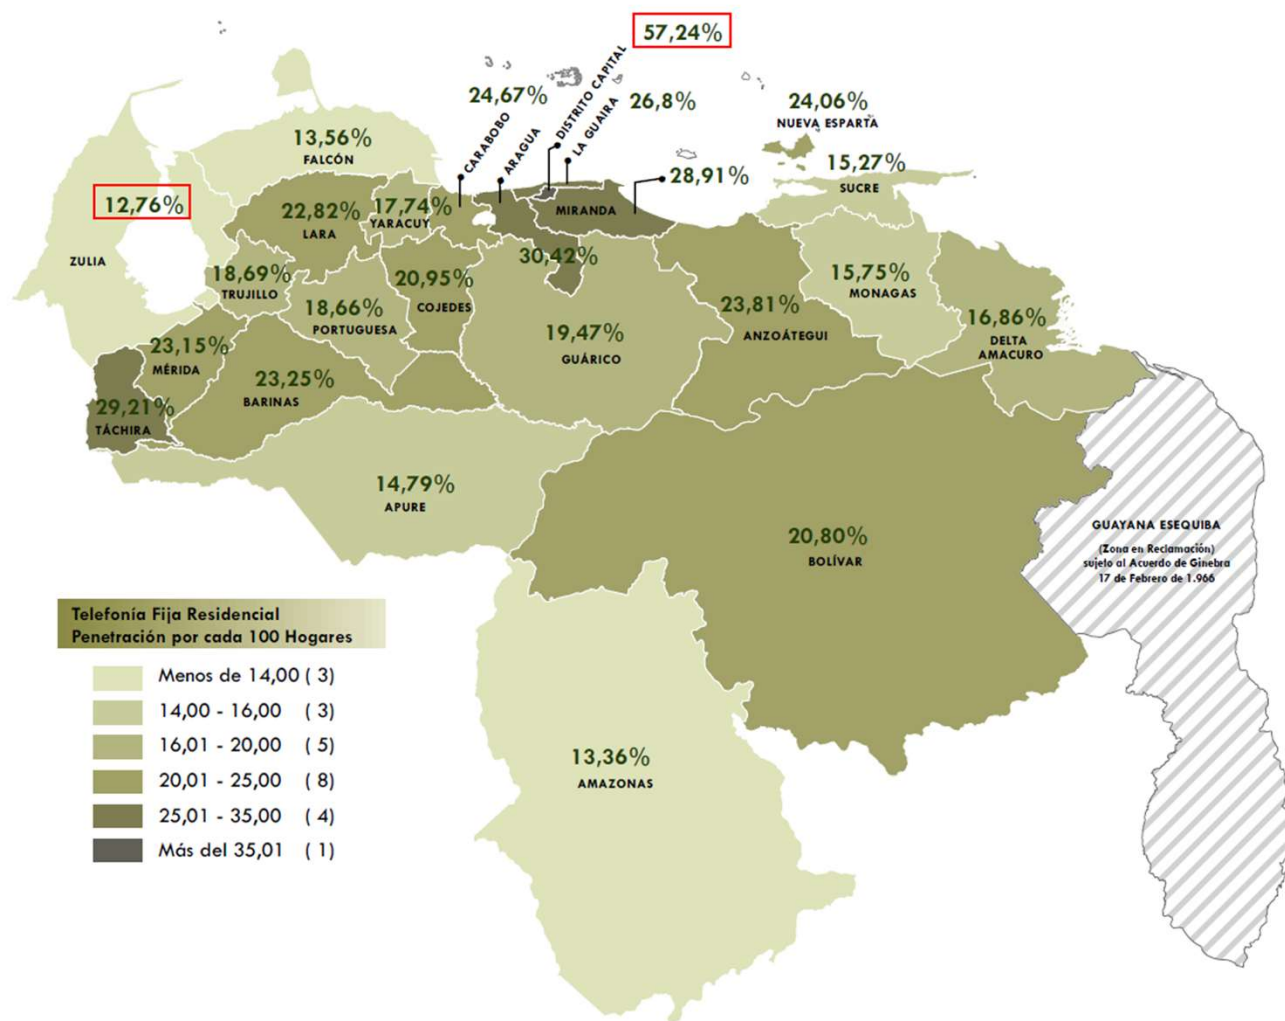 57,24%
DISTRITO CAPITAL
24,67%
CARABOBO
ARAGUA
LA GUAIRA
26,8%
24,06%
NUEVA ESPARTA
13,56%
FALCÓN
28,91%
MIRANDA
15,27%
SUCRE
12,76%
ZULIA
22,82%
LARA
17,74%
YARACUY
30,42%
18,69%
TRUJILLO
18,66%
PORTUGUESA
20,95%
COJEDES
19,47%
GUÁRICO
23,81%
ANZOÁTEGUI
15,75%
MONAGAS
16,86%
DELTA
AMACURO
23,15%
MÉRIDA
23,25%
BARINAS
29,21%
TÁCHIRA
14,79%
APURE
20,80%
BOLÍVAR
GUAYANA ESEQUIBA
(Zona en Reclamación)
sujeto al Acuerdo de Ginebra
17 de Febrero de 1.966
13,36%
AMAZONAS
Telefonía Fija Residencial
Penetración por cada 100 Hogares
Menos de 14,00 ( 3)
14,00 - 16,00 ( 3)
16,01 - 20,00 ( 5)
20,01 - 25,00 ( 8)
25,01 - 35,00 ( 4)
Más del 35,01 ( 1)